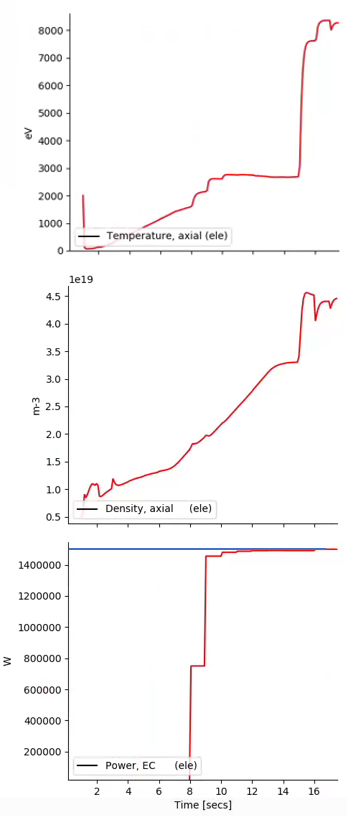 8000
7000
6000
5000
eV
4000
3000
2000
1000
0
Temperature, axial (ele)
1e19
4.5
4.0
3.5
3.0
m-3
2.5
2.0
1.5
1.0
0.5
Density, axial (ele)
1400000
1200000
1000000
W
800000
600000
400000
200000
Power, EC (ele)
2 4 6 8 10 12 14 16
Time [secs]